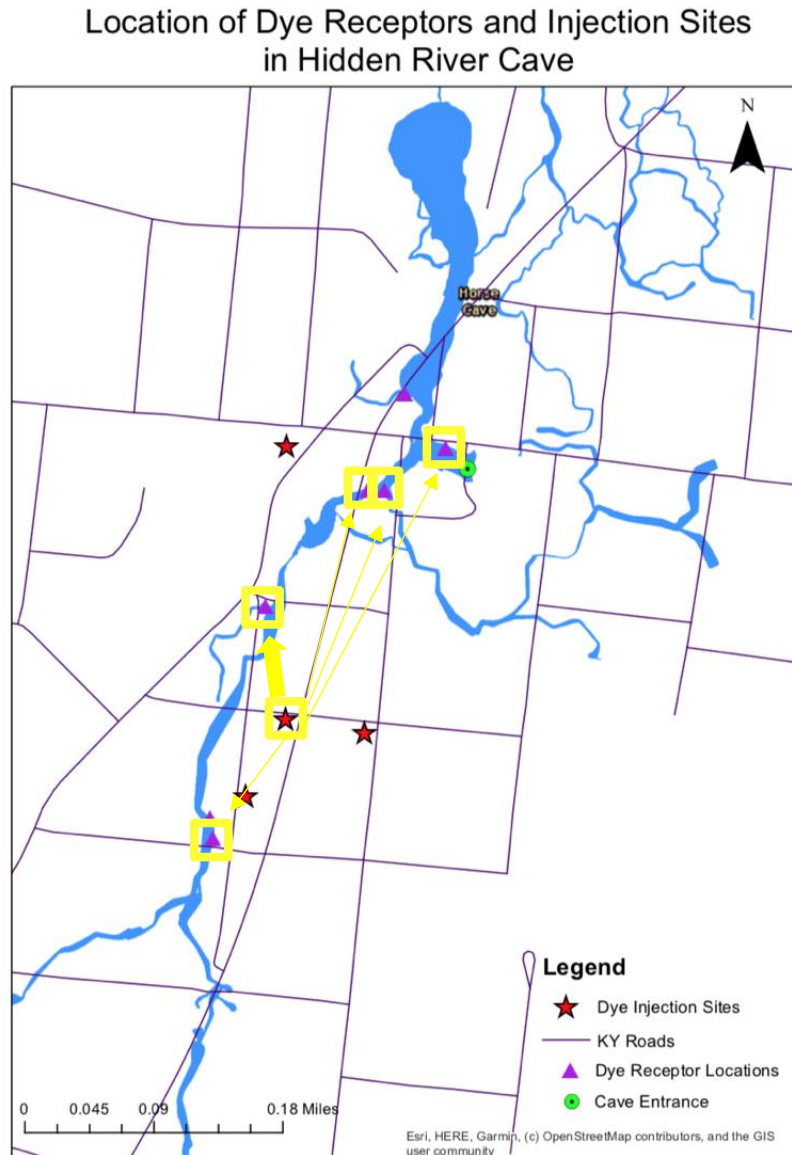 Location of Dye Receptors and Injection Sites
in Hidden River Cave
N
Horse
Cave
Legend
Dye Injection Sites
KY Roads
Dye Receptor Locations
Cave Entrance
0 0.045 0.09 0.18 Miles
Esri, HERE, Garmin, (c) OpenStreetMap contributors, and the GIS
user community